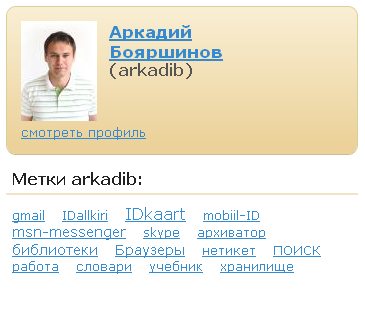 Аркадий
Бояршинов
(arkadib)
смотреть профиль
Метки arkadib:
gmail IDallkiri IDkaart mobiil-ID
msn-messenger skype архиватор
библиотеки Браузеры нетикет поиск
работа словари учебник хранилище